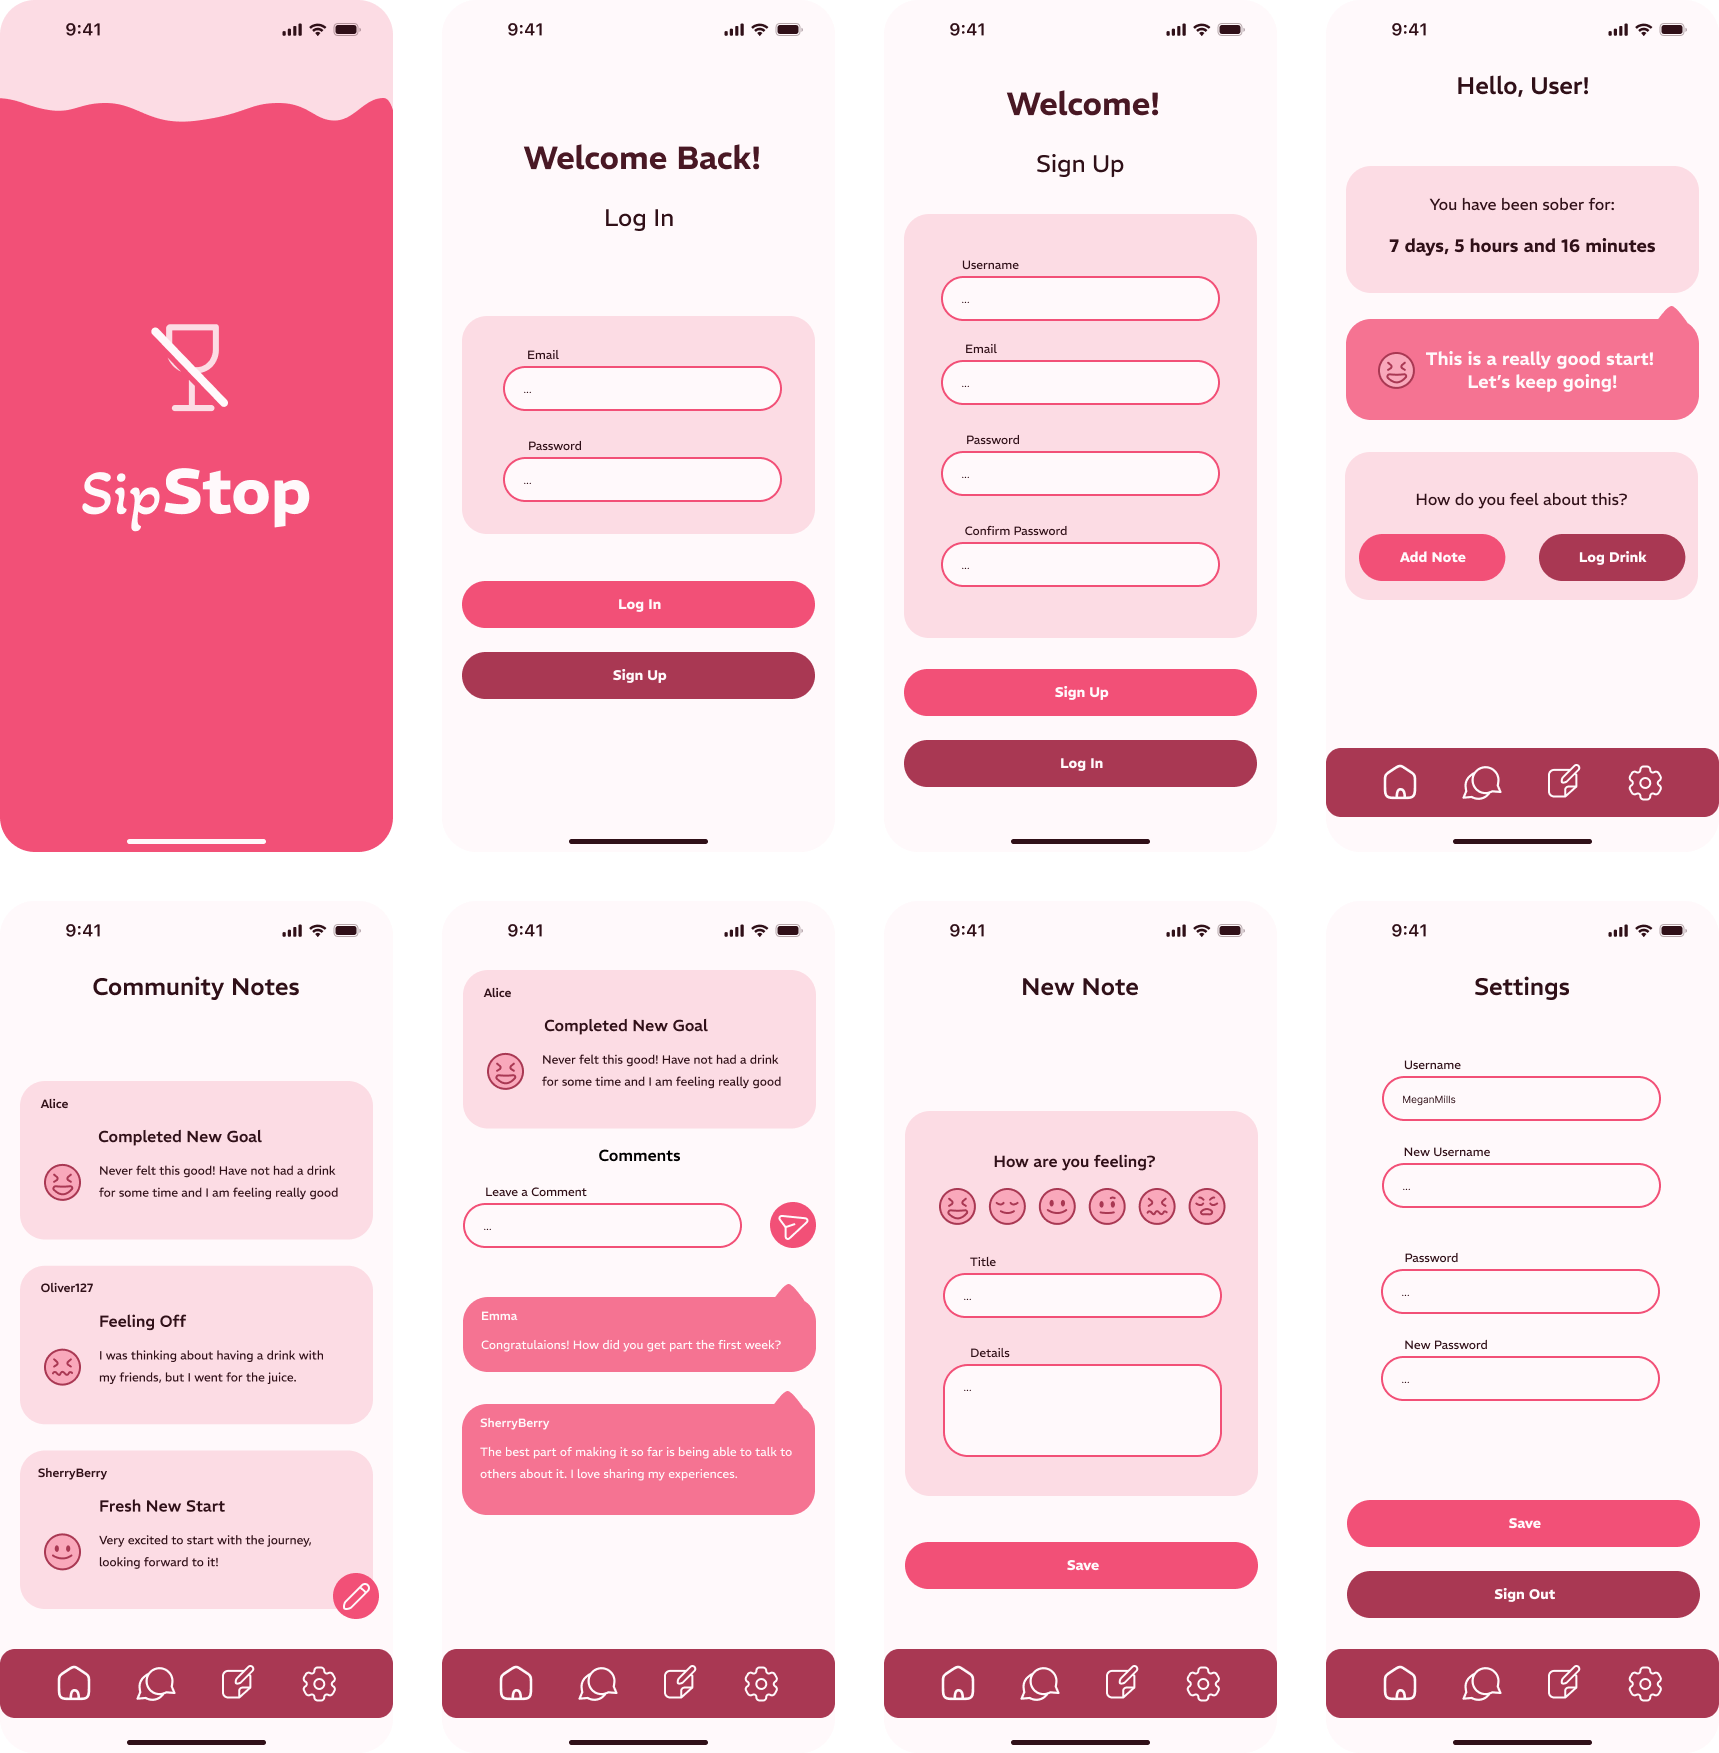 9:41
SipStop
9:41
Welcome Back!
Log In
Email
...
Password
...
Log In
Sign Up
9:41
Welcome!
Sign Up
Username
...
Email
...
Password
...
Confirm Password
...
Sign Up
Log In
9:41
Hello, User!
You have been sober for:
7 days, 5 hours and 16 minutes
This is a really good start!
Let's keep going!
How do you feel about this?
Add Note
Log Drink
9:41
Community Notes
Alice
Completed New Goal
Never felt this good! Have not had a drink
for some time and I am feeling really good
Oliver127
Feeling Off
I was thinking about having a drink with
my friends, but I went for the juice.
SherryBerry
Fresh New Start
Very excited to start with the journey,
looking forward to it!
9:41
Alice
Completed New Goal
Never felt this good! Have not had a drink
for some time and I am feeling really good
Comments
Leave a Comment
...
Emma
Congratulaions! How did you get part the first week?
SherryBerry
The best part of making it so far is being able to talk to
others about it. I love sharing my experiences.
9:41
New Note
How are you feeling?
Title
...
Details
...
Save
9:41
Settings
Username
MeganMills
New Username
...
Password
...
New Password
...
Save
Sign Out